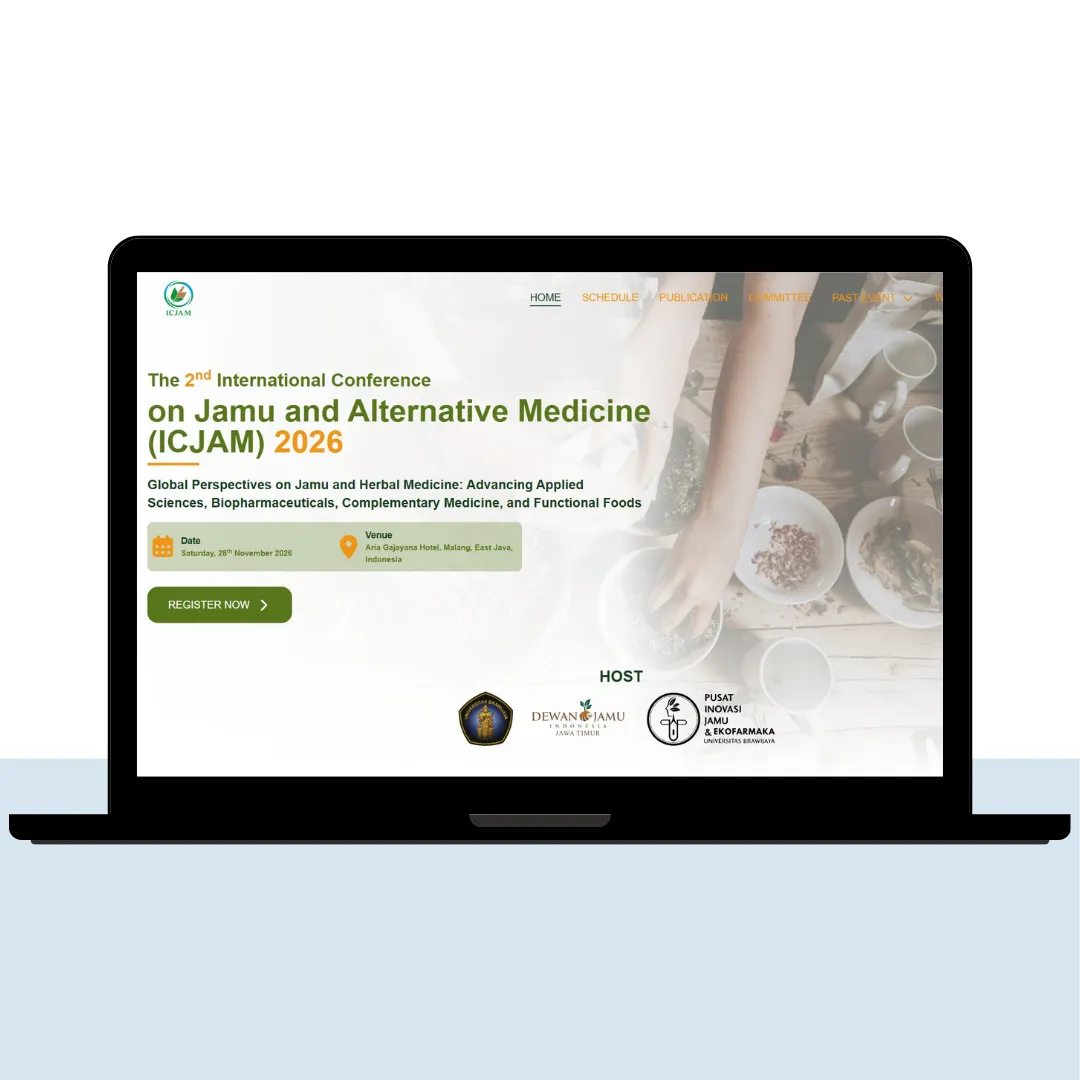 ICJAM
HOME SCHEDULE PUBLICATION COMMITTEE PAST EVENT W
The 2nd International Conference
on Jamu and Alternative Medicine
(ICJAM) 2026
Global Perspectives on Jamu and Herbal Medicine: Advancing Applied
Sciences, Biopharmaceuticals, Complementary Medicine, and Functional Foods
Date
Saturday, 28th November 2026
Venue
Aria Gajayana Hotel, Malang, East Java,
Indonesia
REGISTER NOW
HOST
UNIVERSITAS BRAWIJAYA
DEWAN JAMU
INDONESIA
JAWA TIMUR
PUSAT
INOVASI
JAMU
& EKOFARMAKA
UNIVERSITAS BRAWIJAYA